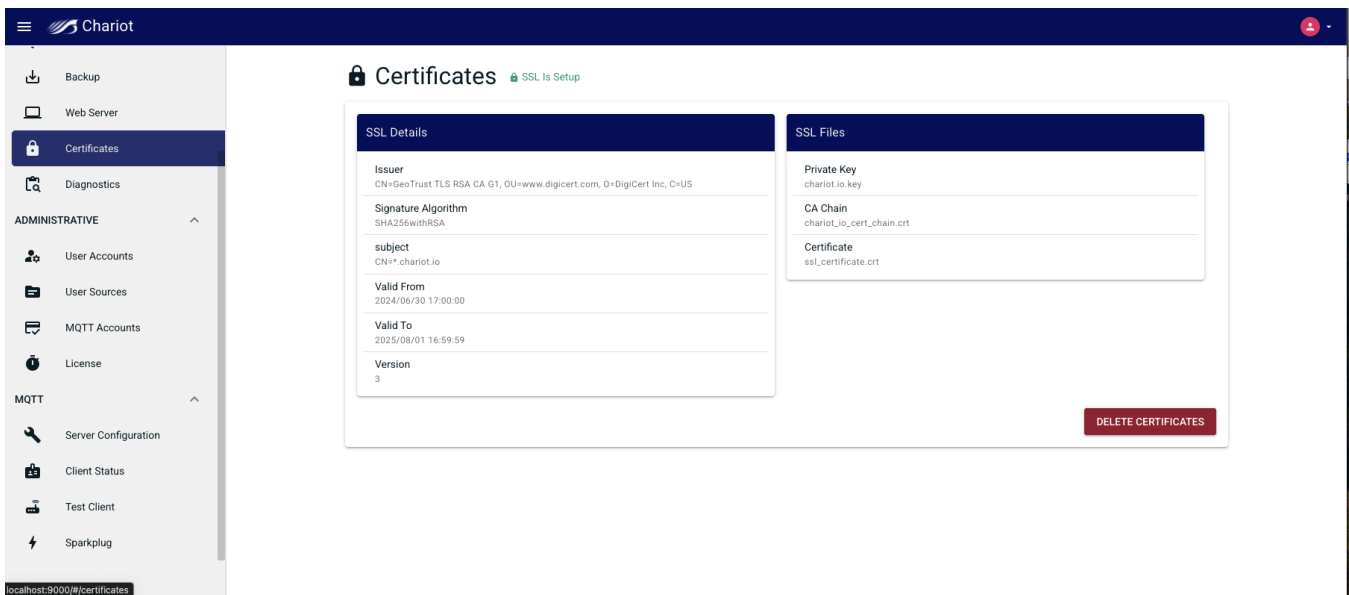 Chariot
Backup
Web Server
Certificates
Diagnostics
ADMINISTRATIVE
User Accounts
User Sources
MQTT Accounts
License
MQTT
Server Configuration
Client Status
Test Client
Sparkplug
localhost:9000/#/certificates
Certificates SSL Is Setup
SSL Details
Issuer
CN=GeoTrust TLS RSA CA G1, OU=www.digicert.com, O=DigiCert Inc, C=US
Signature Algorithm
SHA256withRSA
subject
CN=*.chariot.io
Valid From
2024/06/30 17:00:00
Valid To
2025/08/01 16:59:59
Version
3
SSL Files
Private Key
chariot.io.key
CA Chain
chariot_io_cert_chain.crt
Certificate
ssl_certificate.crt
DELETE CERTIFICATES